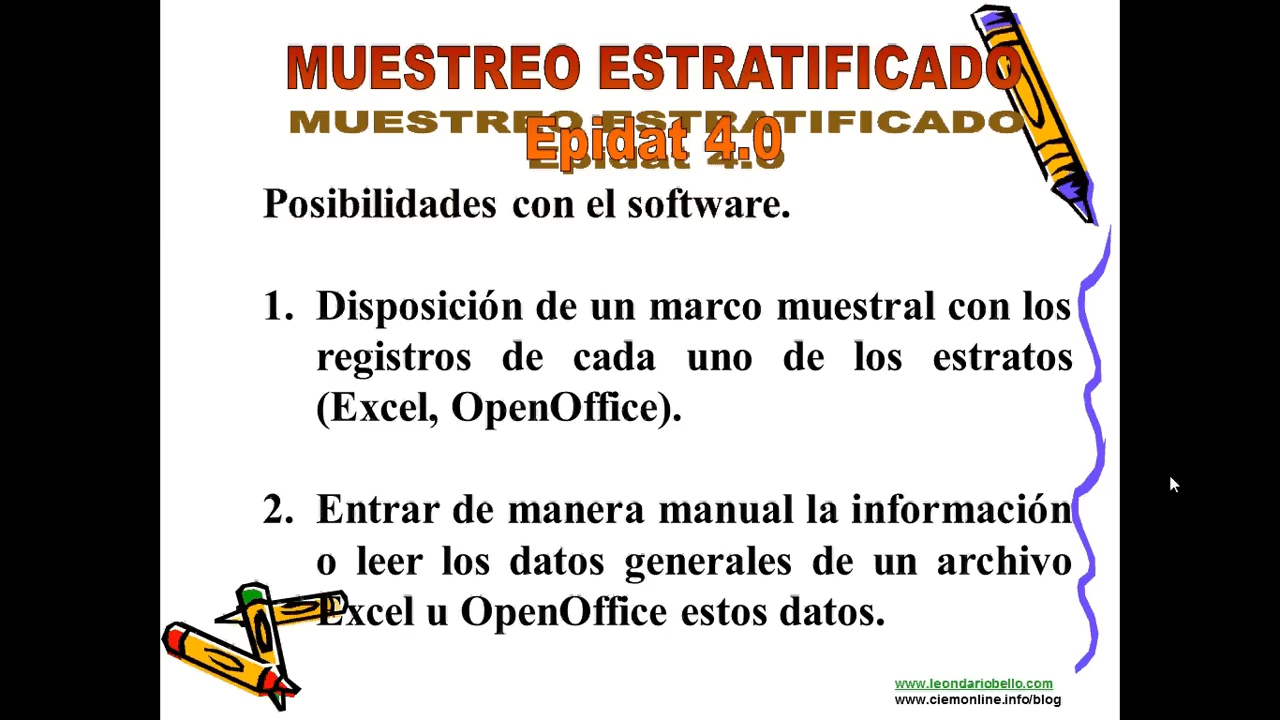 MUESTREO ESTRATIFICADO
Epidat 4.0
Posibilidades con el software.
1. Disposición de un marco muestral con los
registros de cada uno de los estratos
(Excel, OpenOffice).
2. Entrar de manera manual la información
o leer los datos generales de un archivo
Excel u OpenOffice estos datos.
www.leondariobello.com
www.ciemonline.info/blog